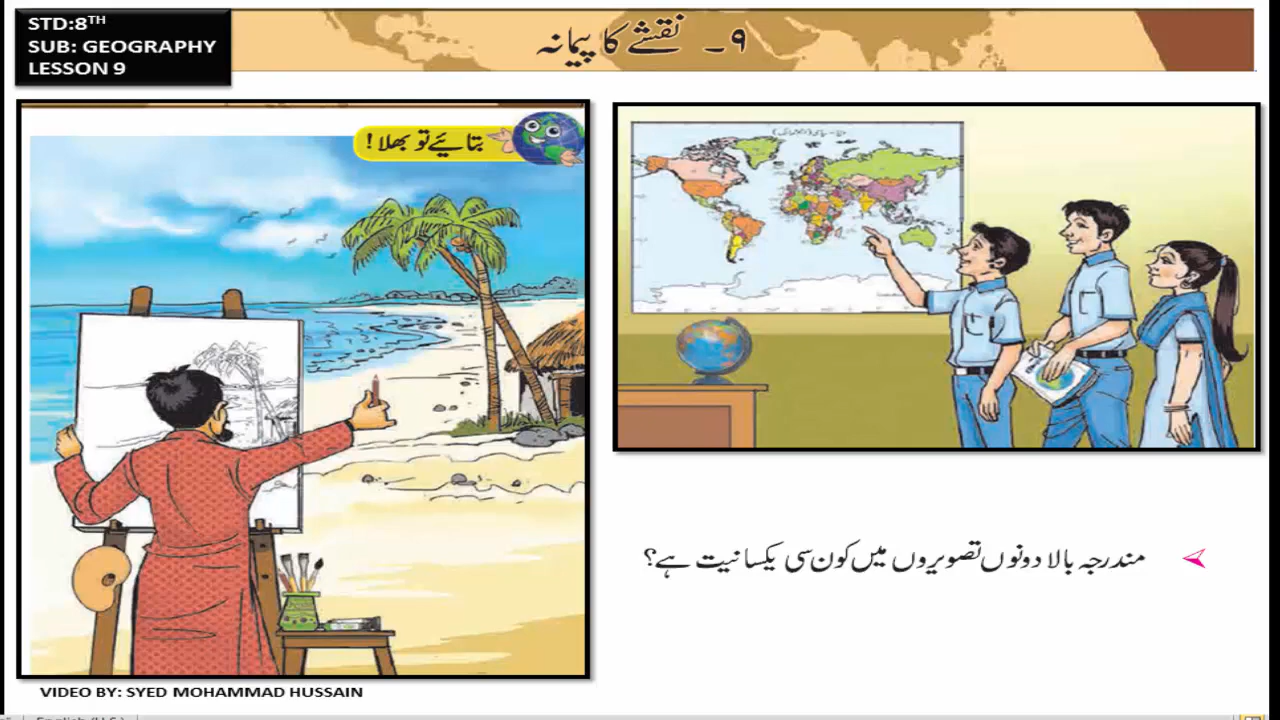 STD:8TH
SUB: GEOGRAPHY
LESSON 9
۹۔ نقشے کا پیمانہ
بتائیے تو بھلا!
مندرجہ بالا دونوں تصویروں میں کون سی یکسانیت ہے؟
VIDEO BY: SYED MOHAMMAD HUSSAIN